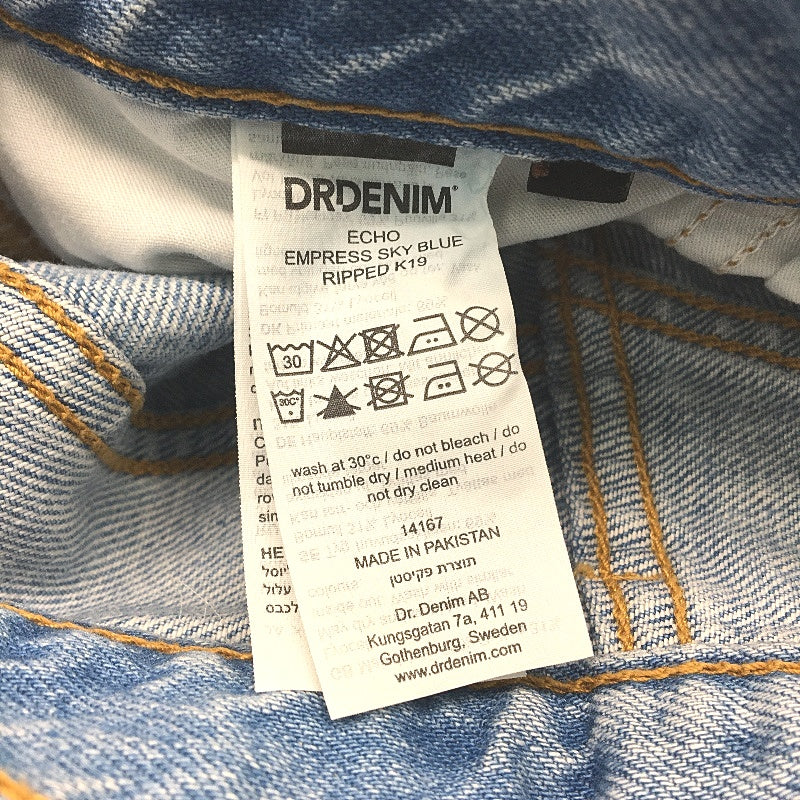 DRDENIM®
ECHO
EMPRESS SKY BLUE
RIPPED K19
30
30C°
wash at 30°c / do not bleach / do
not tumble dry / medium heat / do
not dry clean
14167
MADE IN PAKISTAN
תוצרת פקיסטן
Dr. Denim AB
Kungsgatan 7a, 411 19
Gothenburg, Sweden
www.drdenim.com
HE